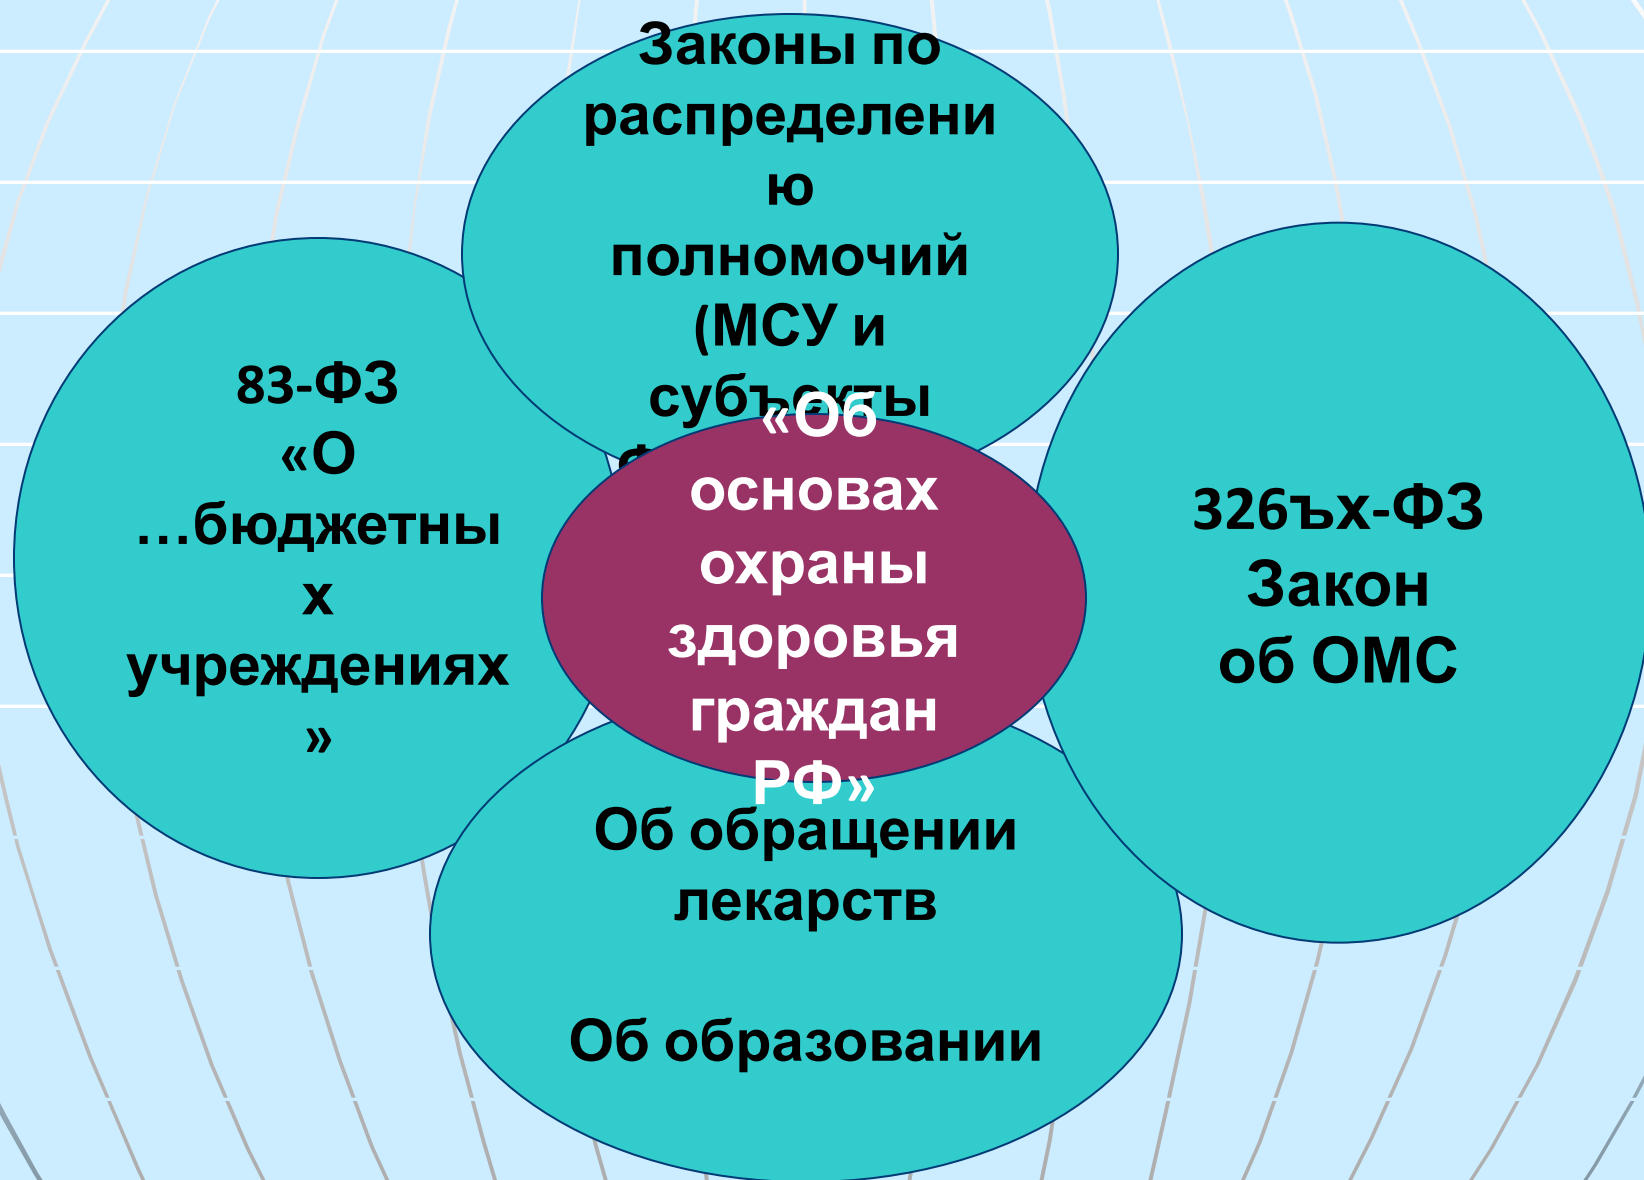 Законы по
распределени
ю
полномочий
(МСУ и
субъекты
83-ФЗ
«О
…бюджетны
х
учреждениях
»
«Об
основах
охраны
здоровья
граждан
РФ»
326ъх-ФЗ
Закон
об ОМС
Об обращении
лекарств
Об образовании